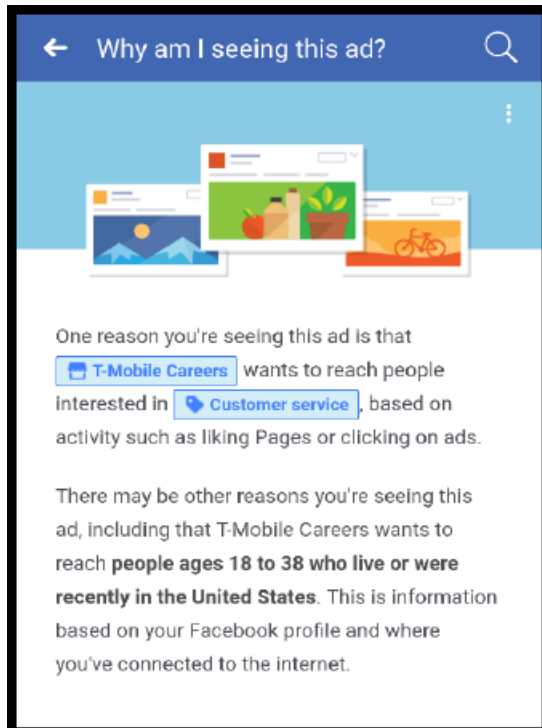 Why am I seeing this ad?
One reason you're seeing this ad is that
T-Mobile Careers wants to reach people
interested in Customer service , based on
activity such as liking Pages or clicking on ads.
There may be other reasons you're seeing this
ad, including that T-Mobile Careers wants to
reach people ages 18 to 38 who live or were
recently in the United States. This is information
based on your Facebook profile and where
you've connected to the internet.